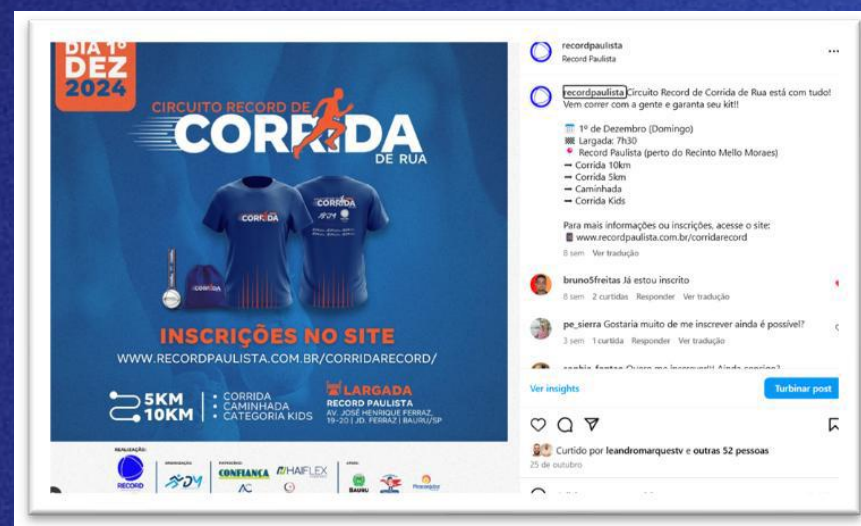 DIA 1º
DEZ
2024
CIRCUITO RECORD DE
CORRIDA
DE RUA
CORRIDA
CORRIDA
CORRIDA
INSCRIÇÕES NO SITE
WWW.RECORDPAULISTA.COM.BR/CORRIDARECORD/
5KM
10KM
CORRIDA
CAMINHADA
CATEGORIA KIDS
LARGADA
RECORD PAULISTA
AV. JOSÉ HENRIQUE FERRAZ,
19-20 | JD. FERRAZ | BAURU/SP
REALIZAÇÃO:
RECORD
CONFIANÇA
HAIFLEX
BAURU
recordpaulista
Record Paulista
recordpaulista Circuito Record de Corrida de Rua está com tudo!
Vem correr com a gente e garanta seu kit!!
1º de Dezembro (Domingo)
Largada: 7h30
Record Paulista (perto do Recinto Mello Moraes)
Corrida 10km
Corrida 5km
Caminhada
Corrida Kids
Para mais informações ou inscrições, acesse o site:
www.recordpaulista.com.br/corridarecord
8 sem Ver tradução
bruno5freitas Já estou inscrito
8 sem 2 curtidas Responder Ver tradução
pe_sierra Gostaria muito de me inscrever ainda é possível?
3 sem 1 curtida Responder Ver tradução
Ver insights
Turbinar post
Curtido por leandromarquestv e outras 52 pessoas
25 de outubro